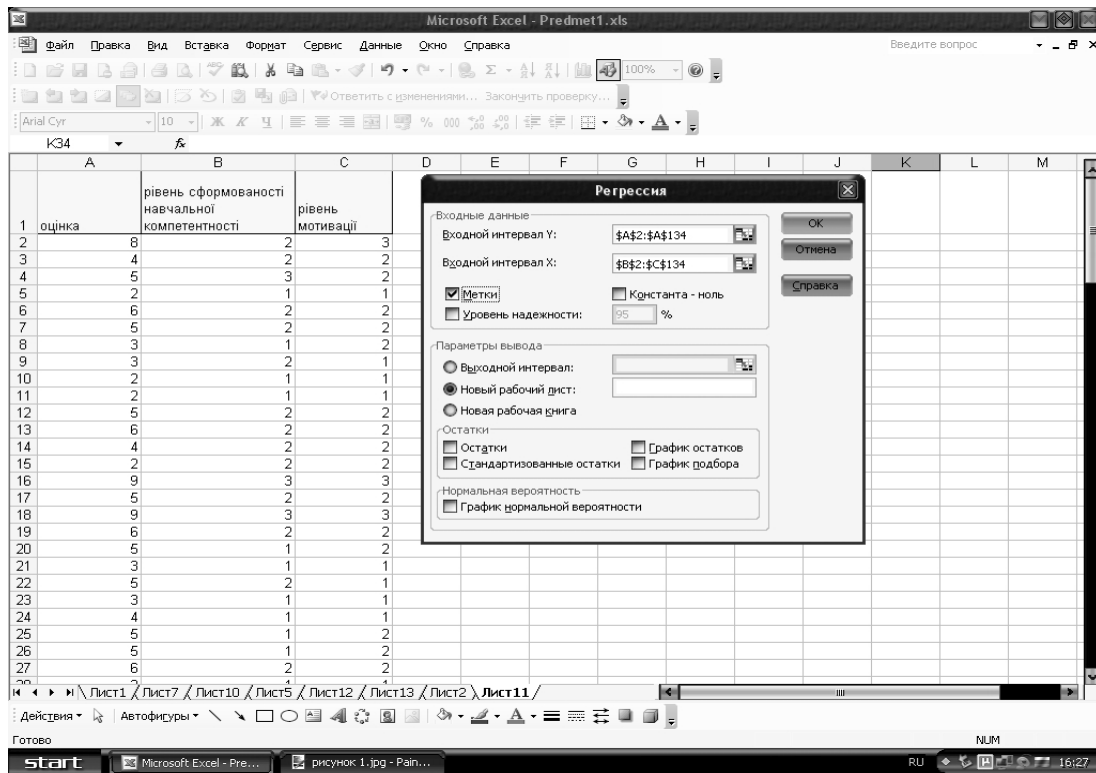 Microsoft Excel - Predmet1.xls
Файл Правка Вид Вставка Формат Сервис Данные Окно Справка Введите вопрос
100%
Ответить с изменениями... Закончить проверку...
Arial Cyr 10 Ж К Ч % 000
K34 fx
A B C D E F G H I J K L M
1 оцінка рівень сформованості навчальної компетентності рівень мотивації
2 8 2 3
3 4 2 2
4 5 3 2
5 2 1 1
6 6 2 2
7 5 2 2
8 3 1 2
9 3 2 1
10 2 1 1
11 2 1 1
12 5 2 2
13 6 2 2
14 4 2 2
15 2 2 2
16 9 3 3
17 5 2 2
18 9 3 3
19 6 2 2
20 5 1 2
21 3 1 1
22 5 2 1
23 3 1 1
24 4 1 1
25 5 1 2
26 5 1 2
27 6 2 2
Регрессия
Входные данные
Входной интервал Y: $A$2:$A$134
Входной интервал X: $B$2:$C$134
Метки Константа - ноль
Уровень надежности: 95 %
Параметры вывода
Выходной интервал:
Новый рабочий лист:
Новая рабочая книга
Остатки
Остатки График остатков
Стандартизованные остатки График подбора
Нормальная вероятность
График нормальной вероятности
OK
Отмена
Справка
Лист1 Лист7 Лист10 Лист5 Лист12 Лист13 Лист2 Лист11
Действия Автофигуры
Готово NUM
start Microsoft Excel - Pre... рисунок 1.jpg - Pain... RU 16:27